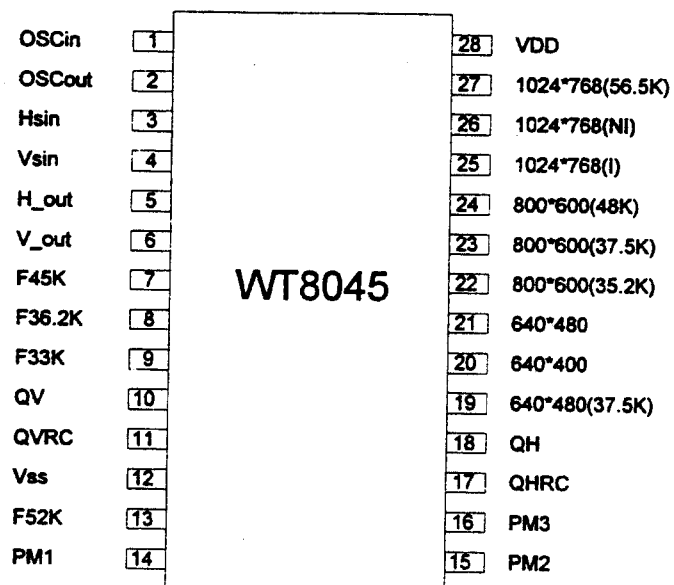 OSCin 1 28 VDD
OSCout 2 27 1024*768(56.5K)
Hsin 3 26 1024*768(NI)
Vsin 4 25 1024*768(I)
H_out 5 24 800*600(48K)
V_out 6 23 800*600(37.5K)
F45K 7 WT8045 22 800*600(35.2K)
F36.2K 8 21 640*480
F33K 9 20 640*400
QV 10 19 640*480(37.5K)
QVRC 11 18 QH
Vss 12 17 QHRC
F52K 13 16 PM3
PM1 14 15 PM2